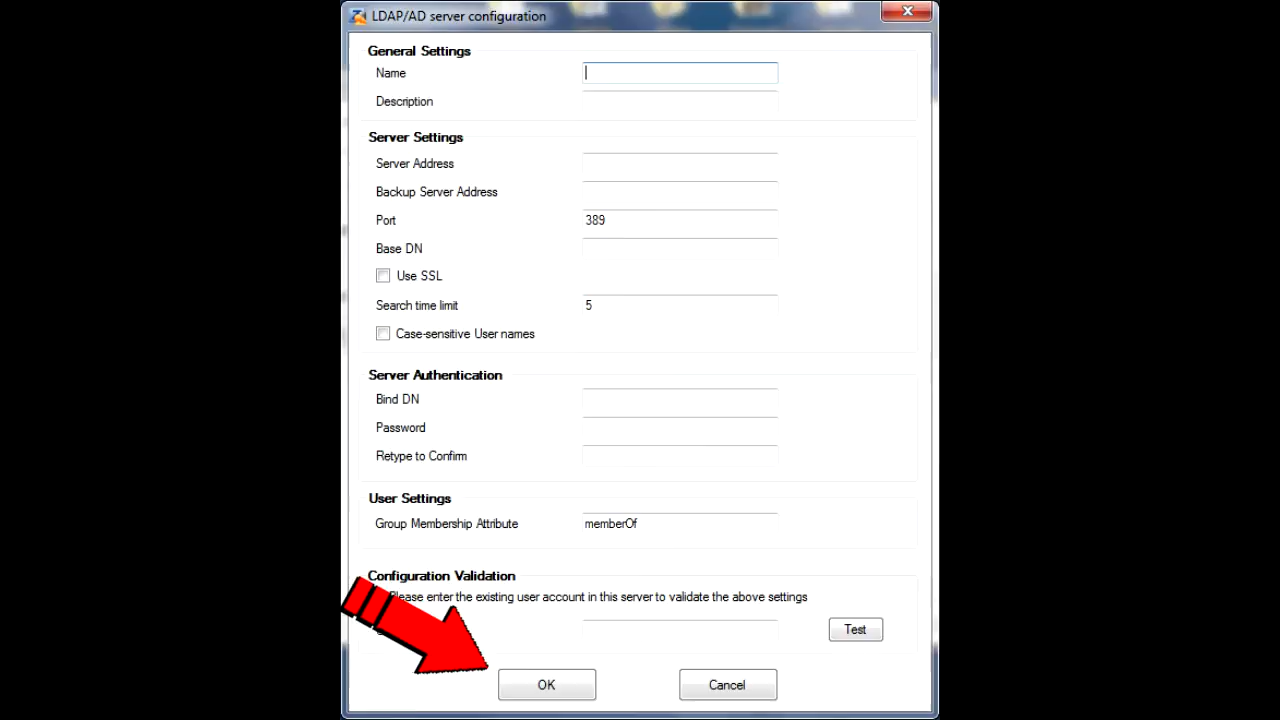 LDAP/AD server configuration
General Settings
Name
Description
Server Settings
Server Address
Backup Server Address
Port 389
Base DN
Use SSL
Search time limit 5
Case-sensitive User names
Server Authentication
Bind DN
Password
Retype to Confirm
User Settings
Group Membership Attribute memberOf
Configuration Validation
Please enter the existing user account in this server to validate the above settings
Test
OK Cancel